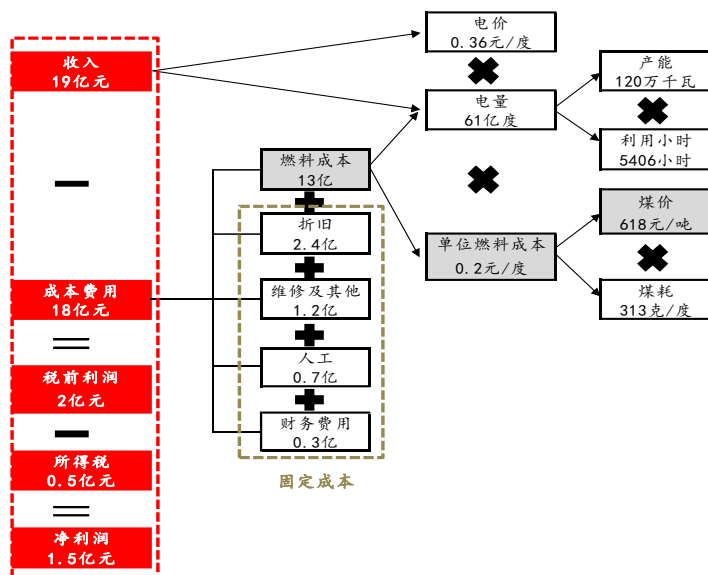 收入
19亿元
成本费用
18亿元
税前利润
2亿元
所得税
0.5亿元
净利润
1.5亿元
燃料成本
13亿
折旧
2.4亿
维修及其他
1.2亿
人工
0.7亿
财务费用
0.3亿
固定成本
电价
0.36元/度
电量
61亿度
单位燃料成本
0.2元/度
产能
120万千瓦
利用小时
5406小时
煤价
618元/吨
煤耗
313克/度